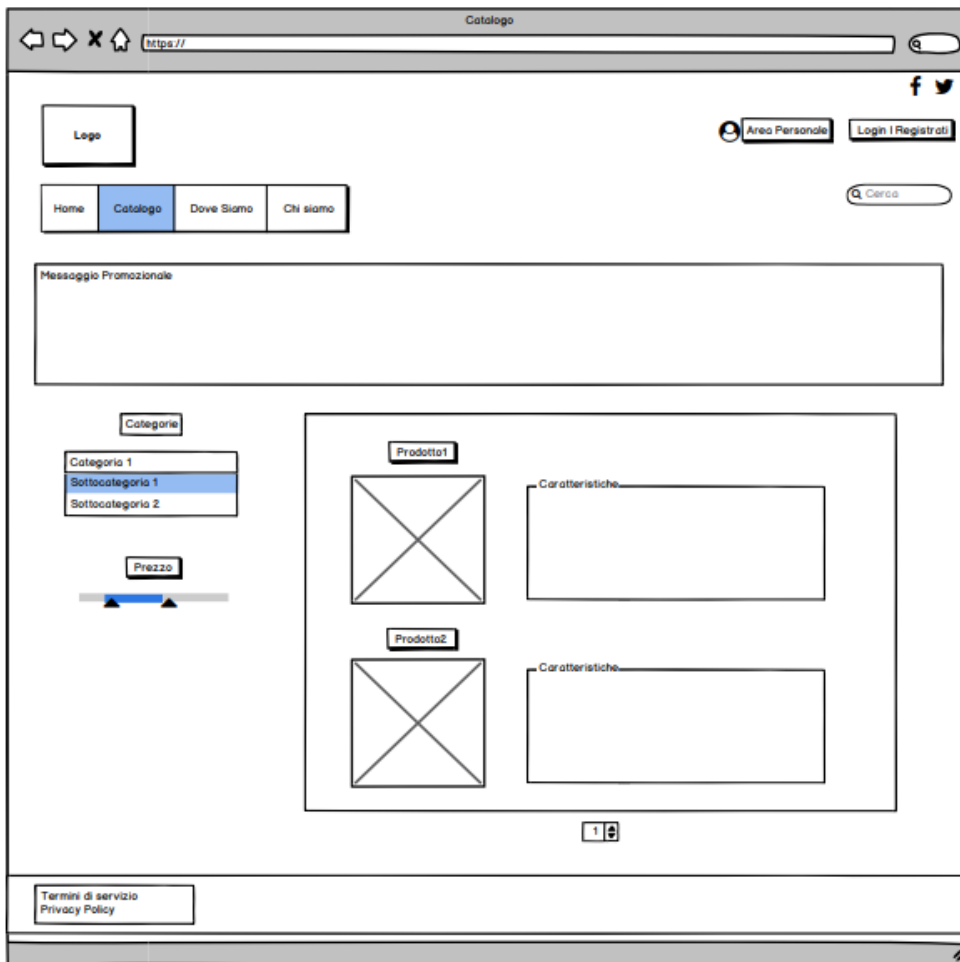 Catalogo
https://
Logo
Area Personale
Login | Registrati
Home
Catalogo
Dove Siamo
Chi siamo
Cerca
Messaggio Promozionale
Categorie
Categoria 1
Sottocategoria 1
Sottocategoria 2
Prezzo
Prodotto1
Caratteristiche
Prodotto2
Caratteristiche
1
Termini di servizio
Privacy Policy